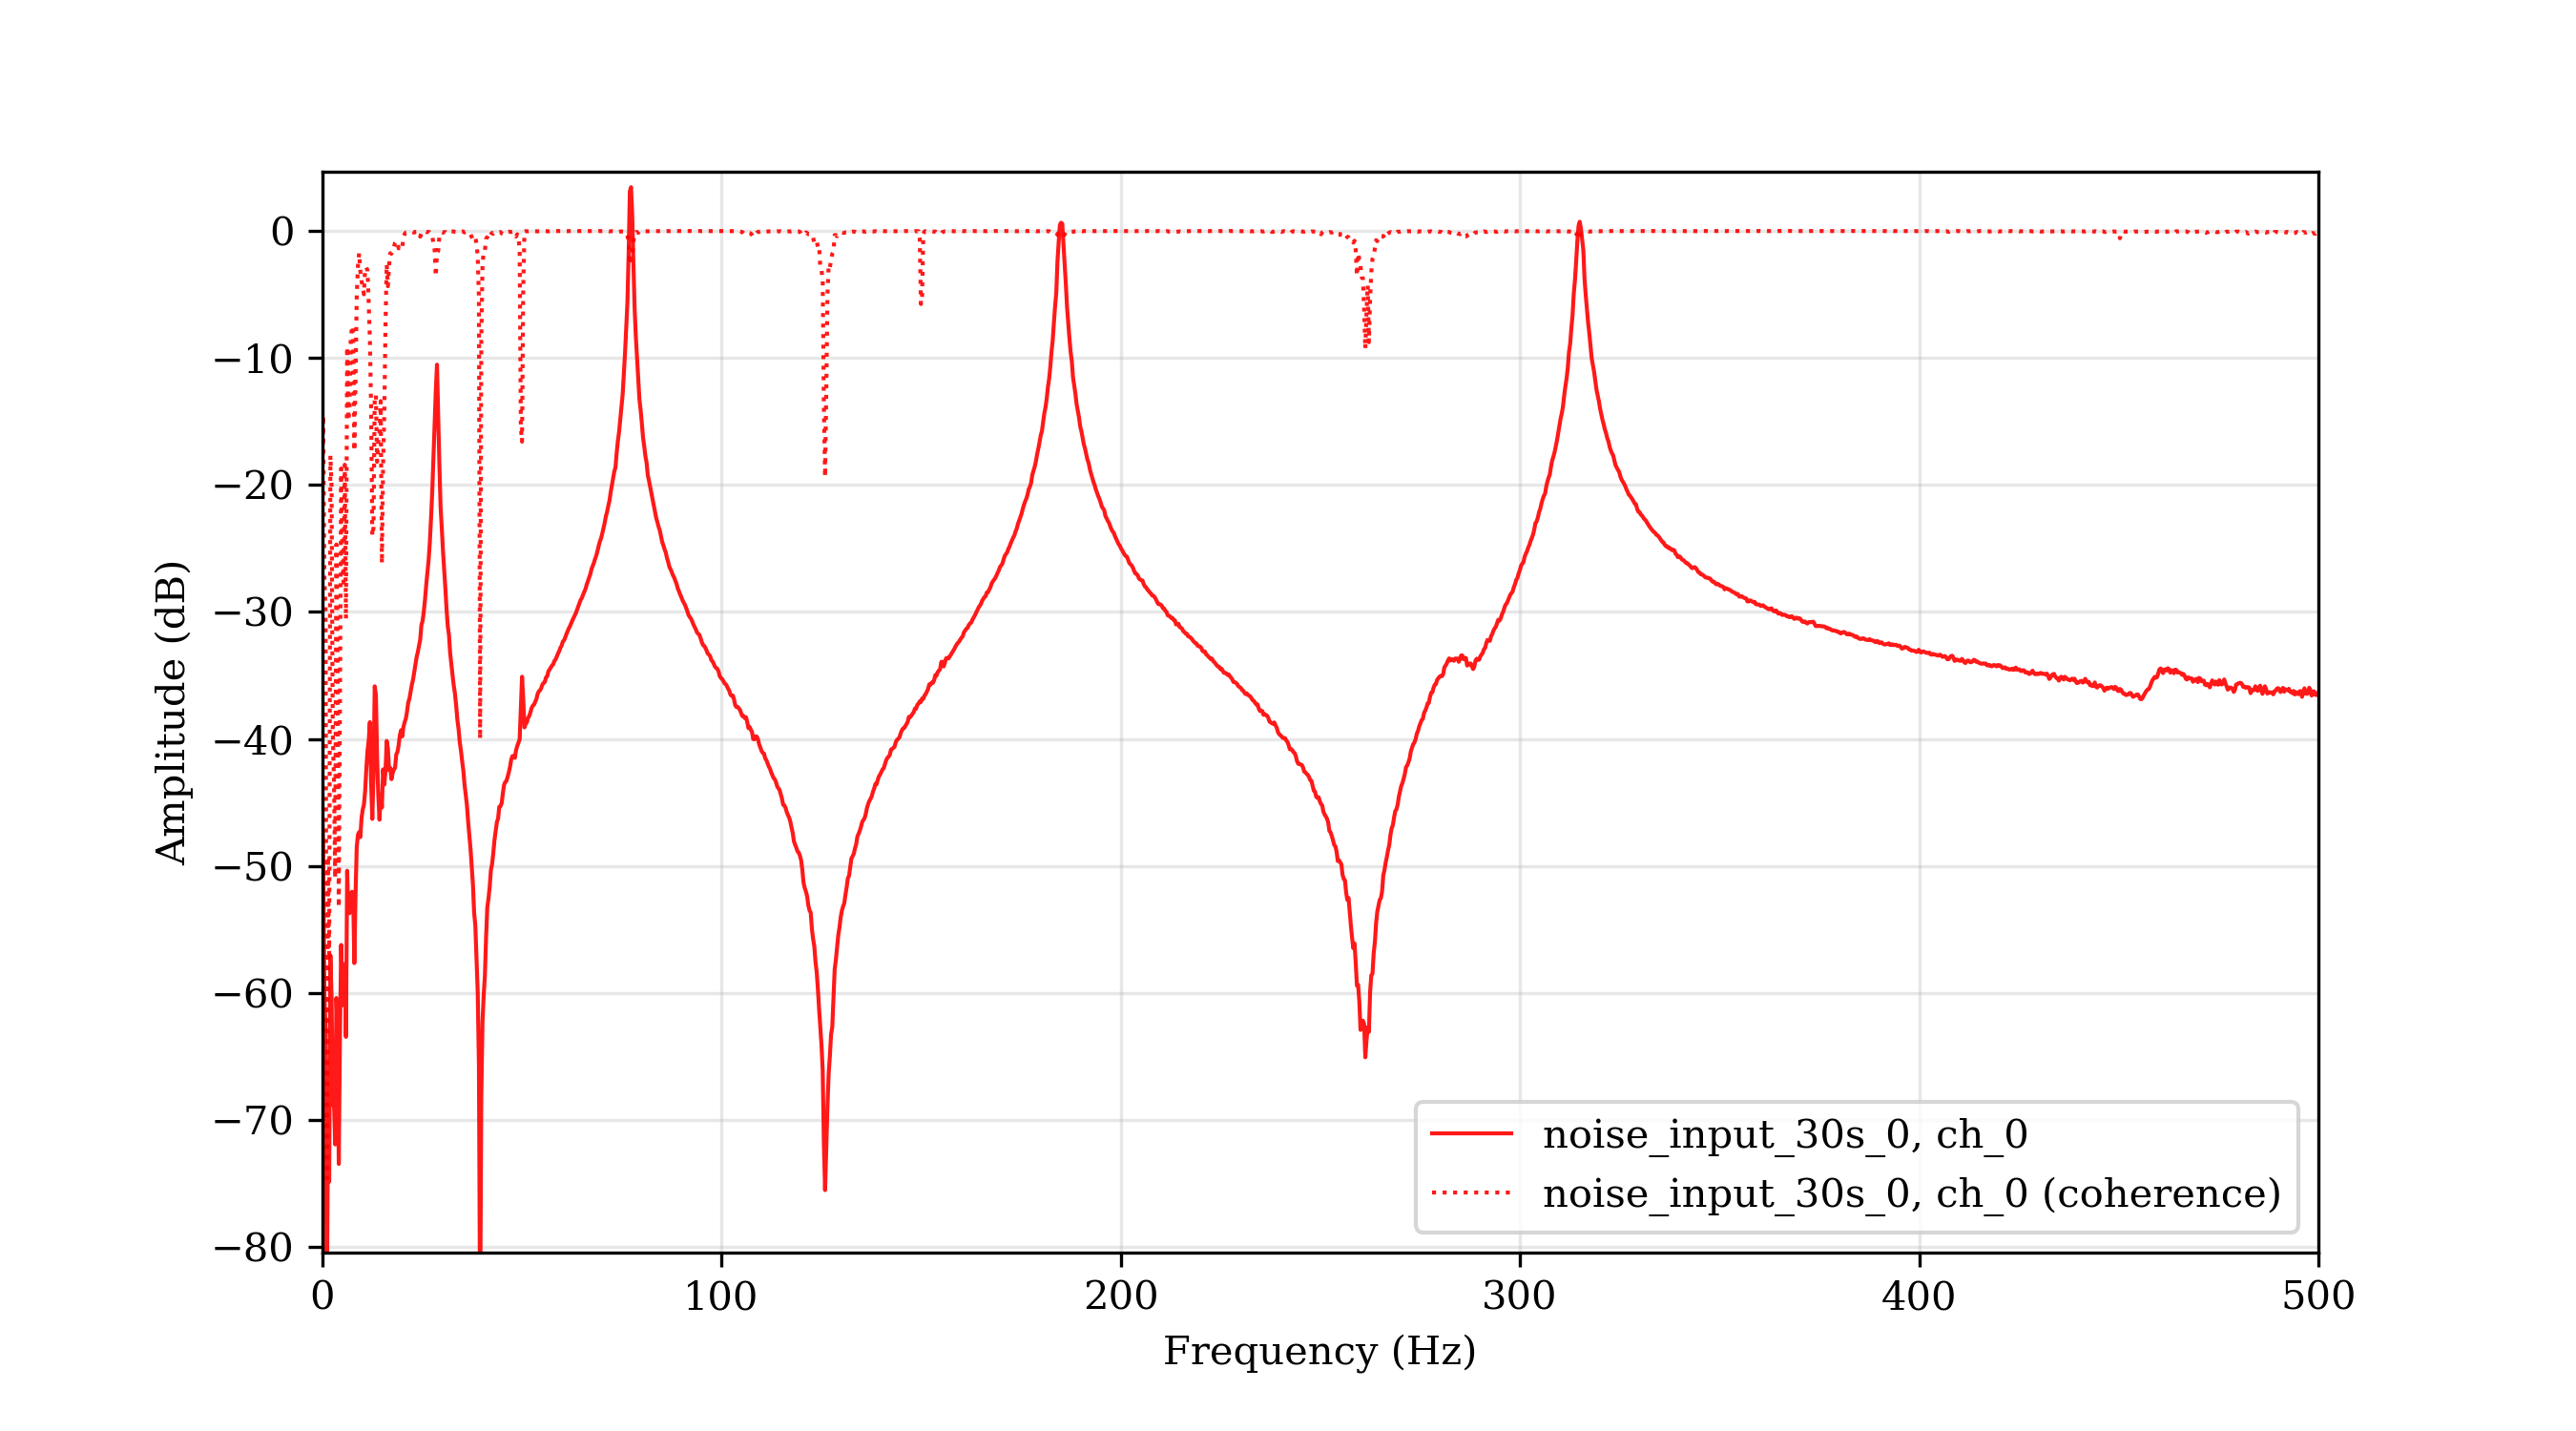 0
−10
−20
−30
−40
−50
−60
−70
−80
Amplitude (dB)
0 100 200 300 400 500
Frequency (Hz)
noise_input_30s_0, ch_0
noise_input_30s_0, ch_0 (coherence)